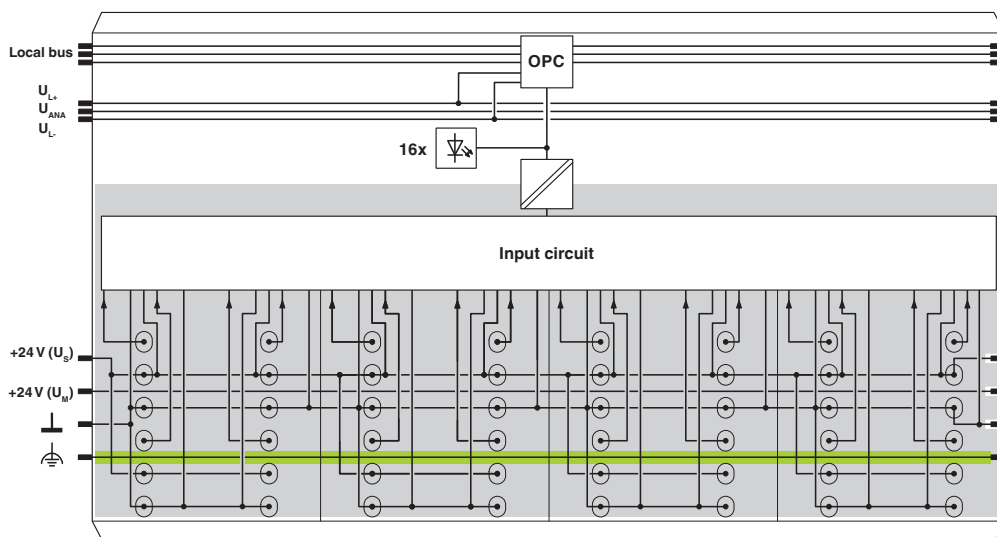 Local bus
OPC
U_L+
U_ANA
U_L-
16x
Input circuit
+24 V (U_S)
+24 V (U_M)